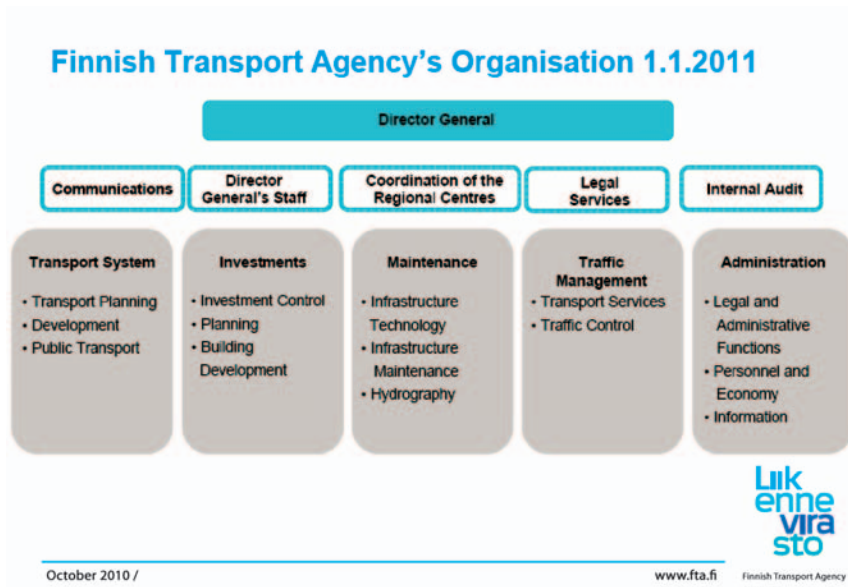 Finnish Transport Agency's Organisation 1.1.2011
Director General
Communications
Director
General's Staff
Coordination of the
Regional Centres
Legal
Services
Internal Audit
Transport System
• Transport Planning
• Development
• Public Transport
Investments
• Investment Control
• Planning
• Building
Development
Maintenance
• Infrastructure
Technology
• Infrastructure
Maintenance
• Hydrography
Traffic
Management
• Transport Services
• Traffic Control
Administration
• Legal and
Administrative
Functions
• Personnel and
Economy
• Information
Liik
enne
vira
sto
October 2010 /
www.fta.fi
Finnish Transport Agency